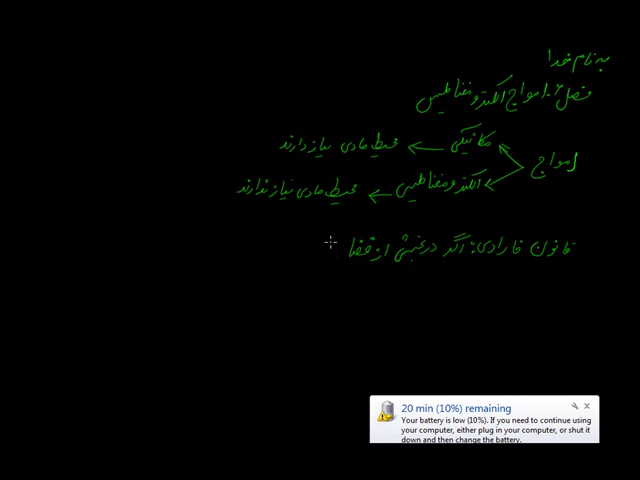 به نام خدا
فصل ۶: امواج الکترومغناطیس
امواج
مکانیکی ← محیط مادی نیاز دارند
الکترومغناطیس ← محیط مادی نیاز ندارند
قانون فارادی: اگر در بخشی از فضا
20 min (10%) remaining
Your battery is low (10%). If you need to continue using
your computer, either plug in your computer, or shut it
down and then change the battery.